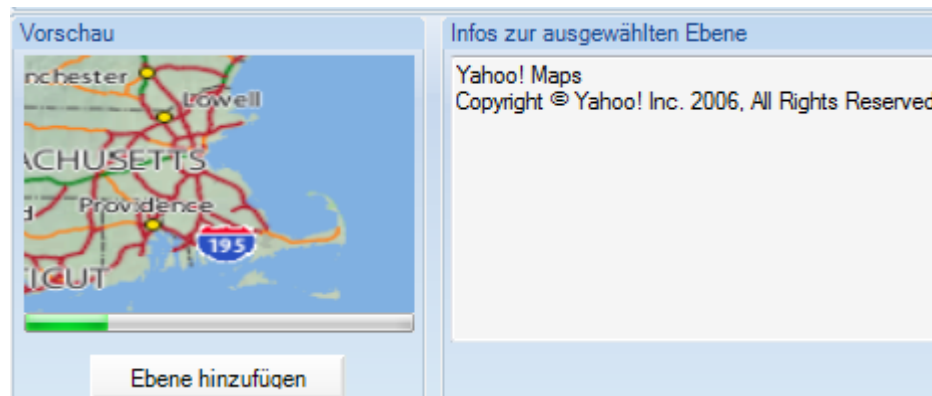 Vorschau
nchester
Lowell
ACHUSETTS
d
Providence
195
TICUT
Ebene hinzufügen
Infos zur ausgewählten Ebene
Yahoo! Maps
Copyright © Yahoo! Inc. 2006, All Rights Reserved